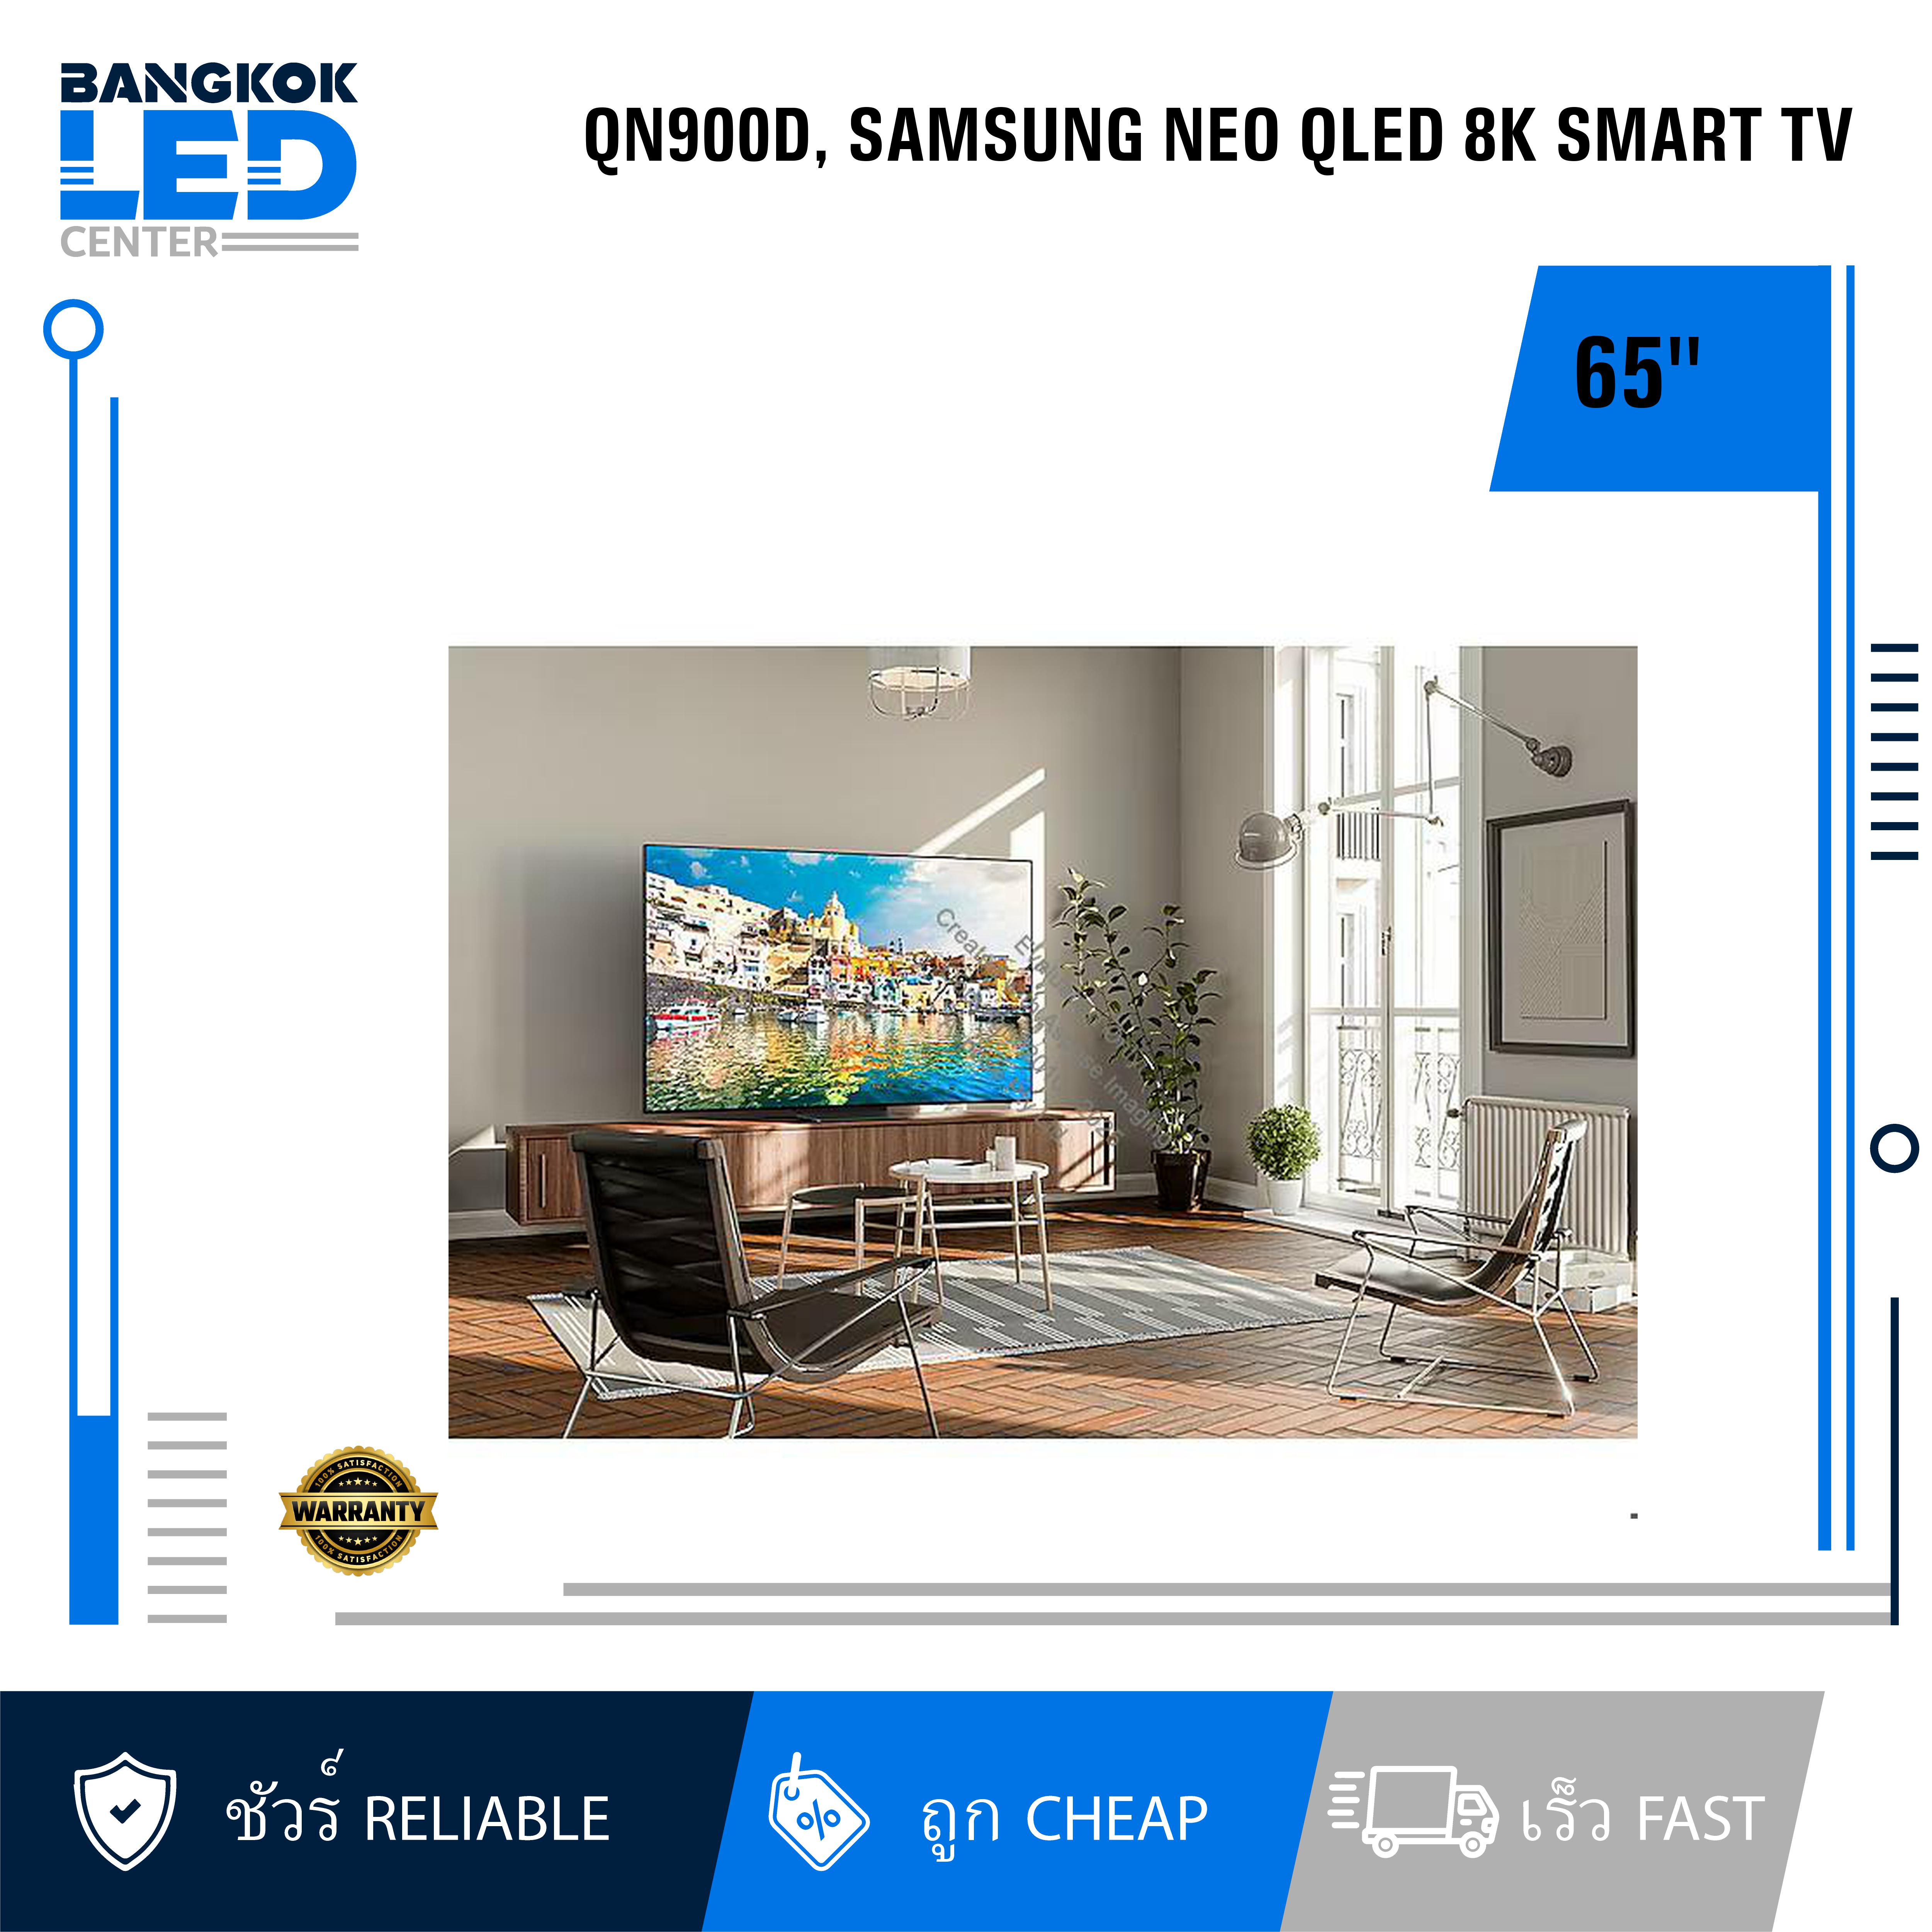 BANGKOK
LED
CENTER
QN900D, SAMSUNG NEO QLED 8K SMART TV
65"
100% SATISFACTION
WARRANTY
100% SATISFACTION
ชัวร์ RELIABLE
% ถูก CHEAP
เร็ว FAST